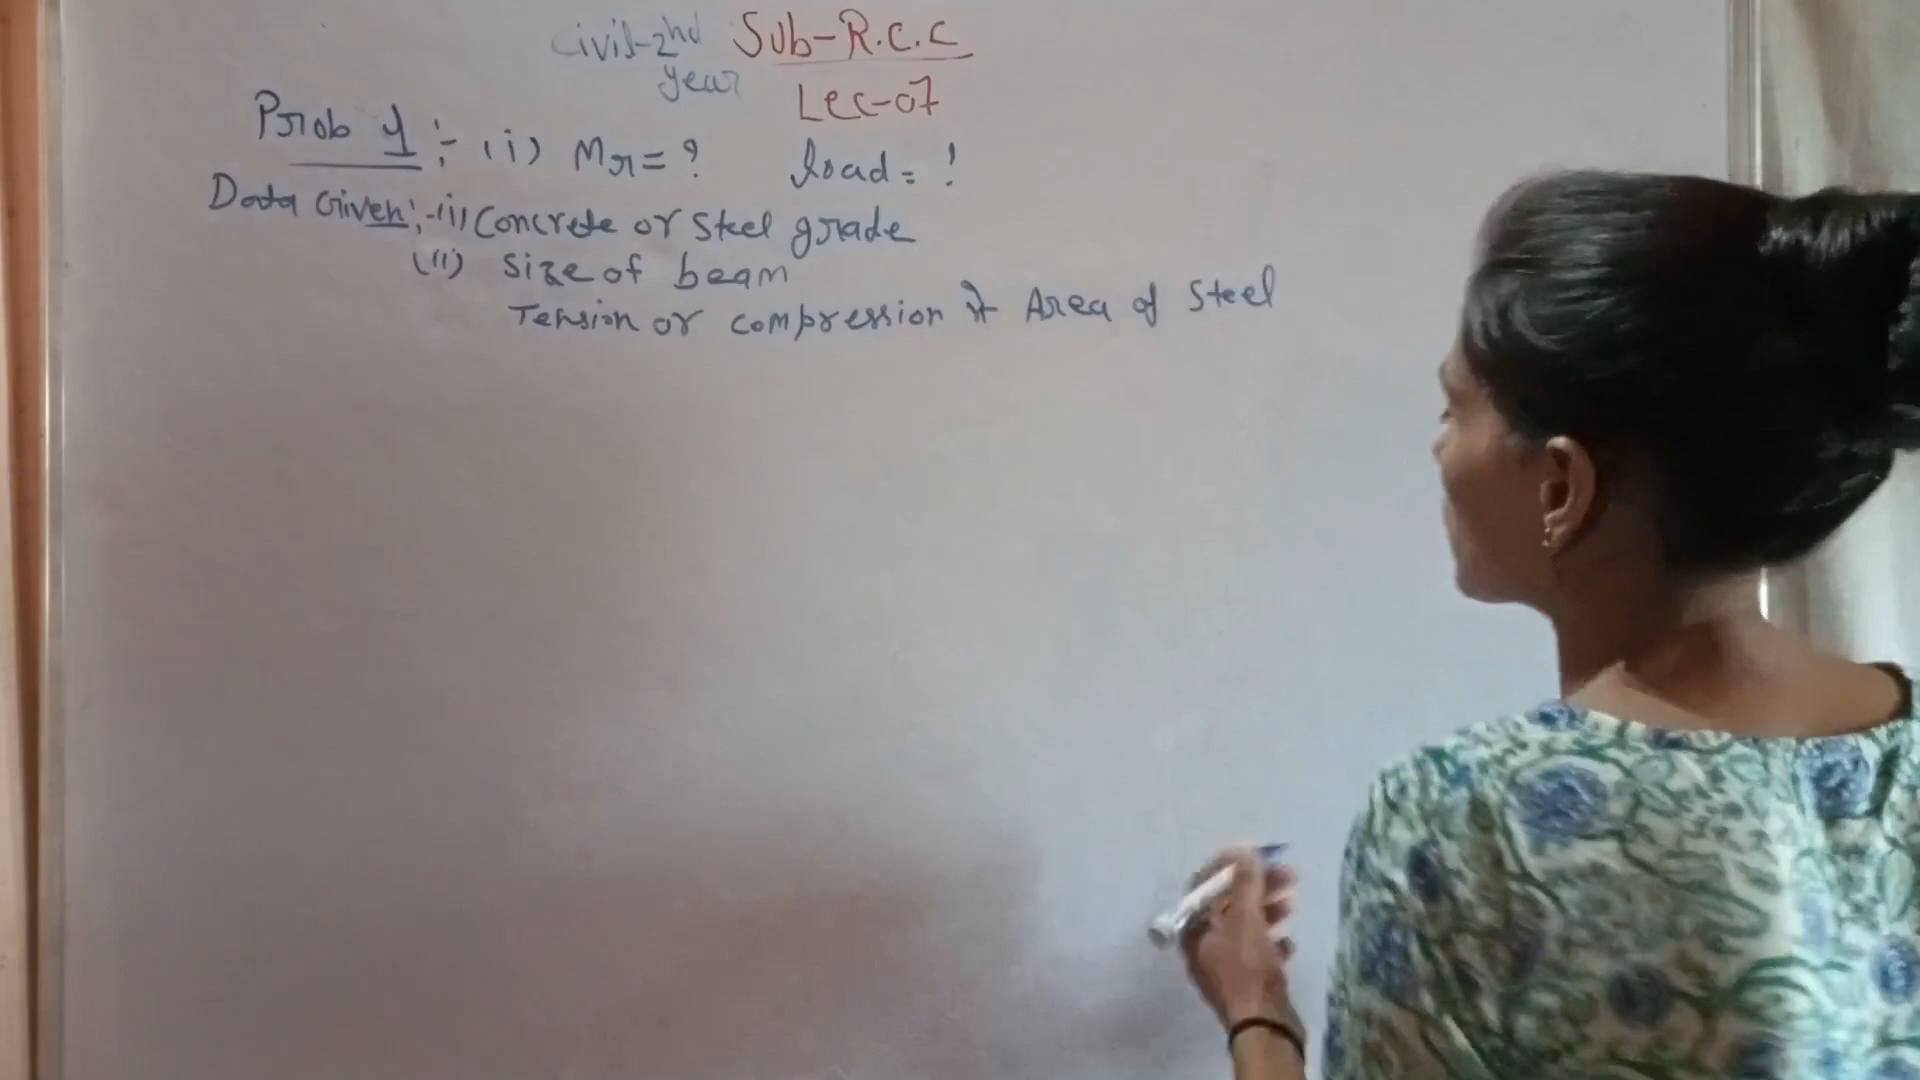 Civil-2nd year Sub-R.C.C
Lec-07
Prob 1 :- (i) Mr = ? load = ?
Data Given :- (i) Concrete or Steel grade
(ii) Size of beam
Tension or compression Area of Steel